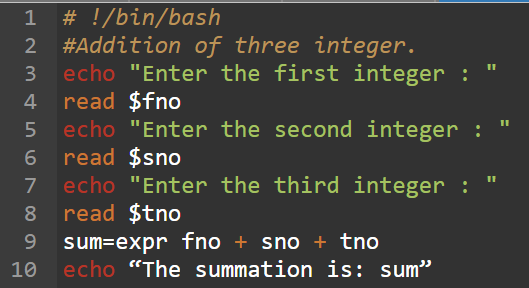 1 # !/bin/bash
2 #Addition of three integer.
3 echo "Enter the first integer : "
4 read $fno
5 echo "Enter the second integer : "
6 read $sno
7 echo "Enter the third integer : "
8 read $tno
9 sum=expr fno + sno + tno
10 echo “The summation is: sum”